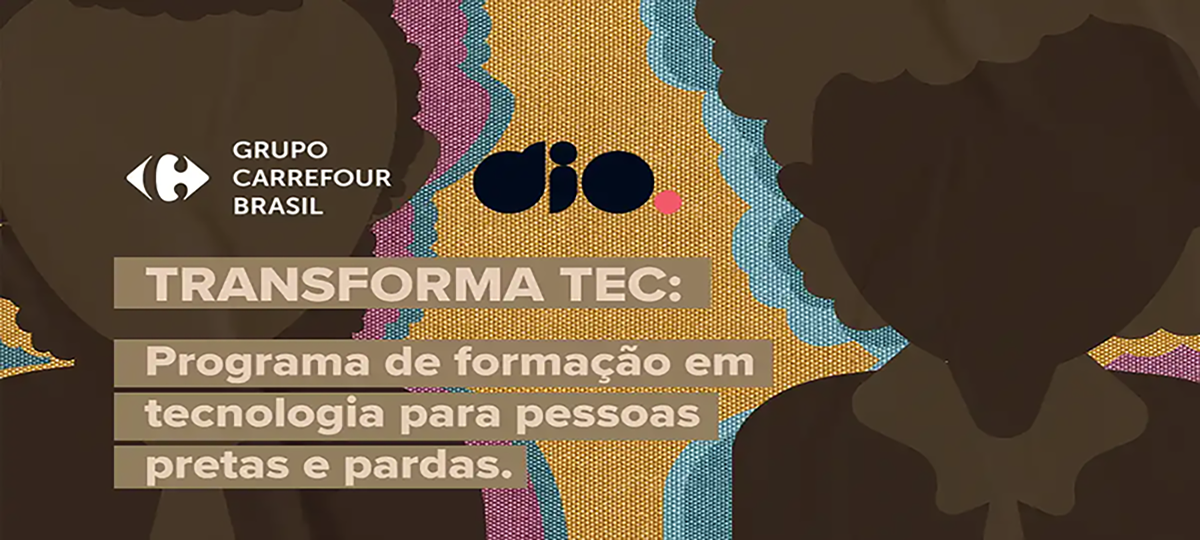 GRUPO
CARREFOUR
BRASIL
dio.
TRANSFORMA TEC:
Programa de formação em
tecnologia para pessoas
pretas e pardas.